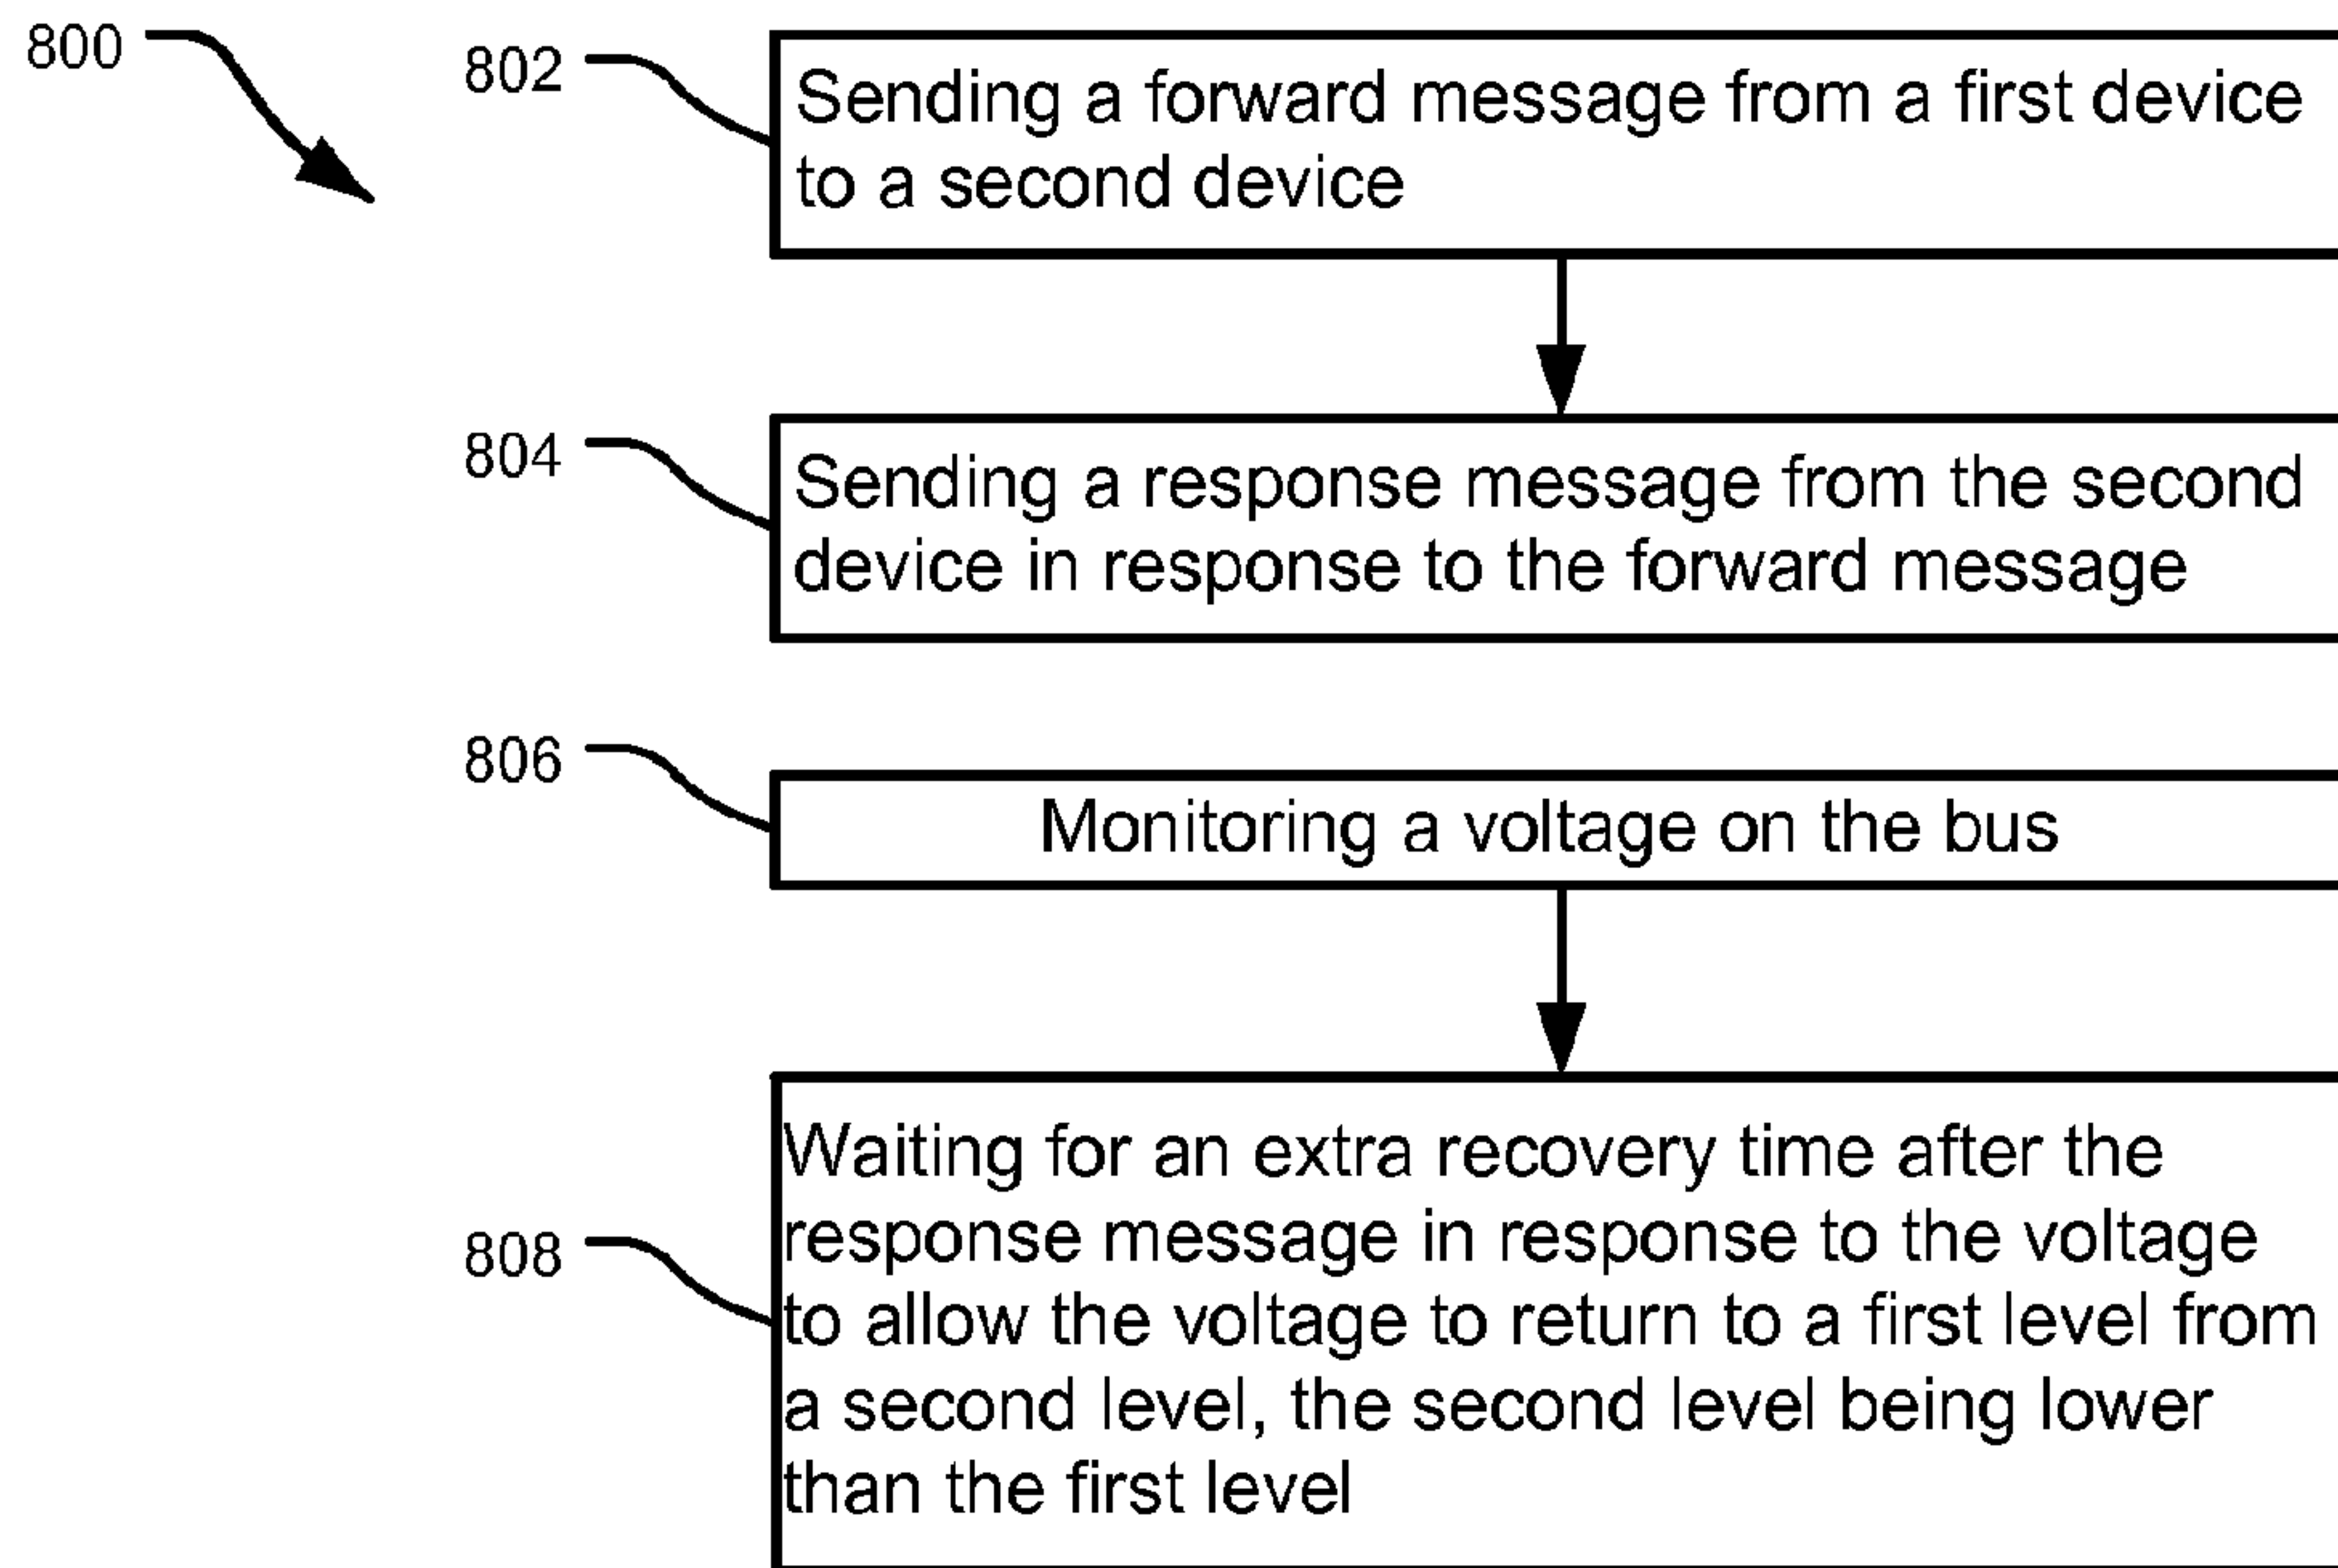 800
802
Sending a forward message from a first device
to a second device
804
Sending a response message from the second
device in response to the forward message
806
Monitoring a voltage on the bus
808
Waiting for an extra recovery time after the
response message in response to the voltage
to allow the voltage to return to a first level from
a second level, the second level being lower
than the first level